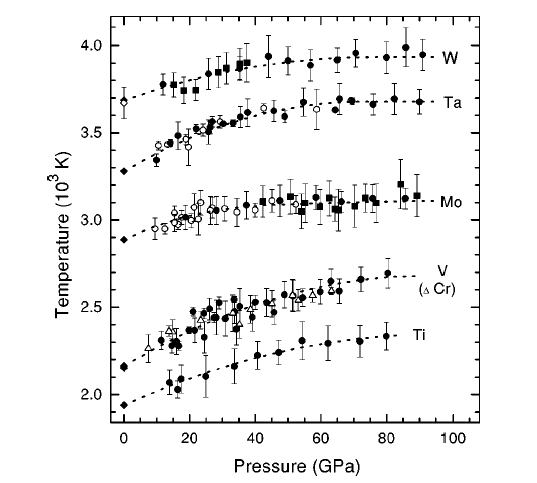 4.0
W
Ta
3.5
Temperature (10³ K)
3.0
Mo
V
(△ Cr)
2.5
Ti
2.0
0 20 40 60 80 100
Pressure (GPa)